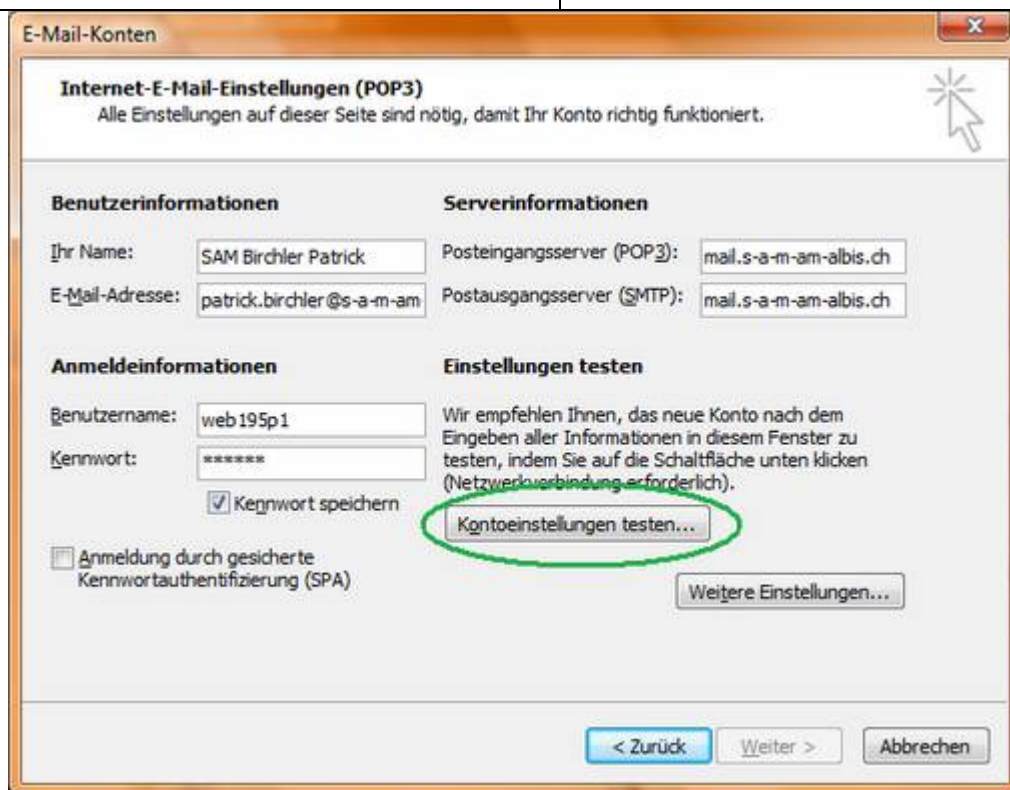 E-Mail-Konten
Internet-E-Mail-Einstellungen (POP3)
Alle Einstellungen auf dieser Seite sind nötig, damit Ihr Konto richtig funktioniert.
Benutzerinformationen
Ihr Name:
SAM Birchler Patrick
E-Mail-Adresse:
patrick.birchler@s-a-m-am
Serverinformationen
Posteingangsserver (POP3):
mail.s-a-m-am-albis.ch
Postausgangsserver (SMTP):
mail.s-a-m-am-albis.ch
Anmeldeinformationen
Benutzername:
web195p1
Kennwort:
******
Kennwort speichern
Anmeldung durch gesicherte
Kennwortauthentifizierung (SPA)
Einstellungen testen
Wir empfehlen Ihnen, das neue Konto nach dem
Eingeben aller Informationen in diesem Fenster zu
testen, indem Sie auf die Schaltfläche unten klicken
(Netzwerkverbindung erforderlich).
Kontoeinstellungen testen...
Weitere Einstellungen...
< Zurück
Weiter >
Abbrechen